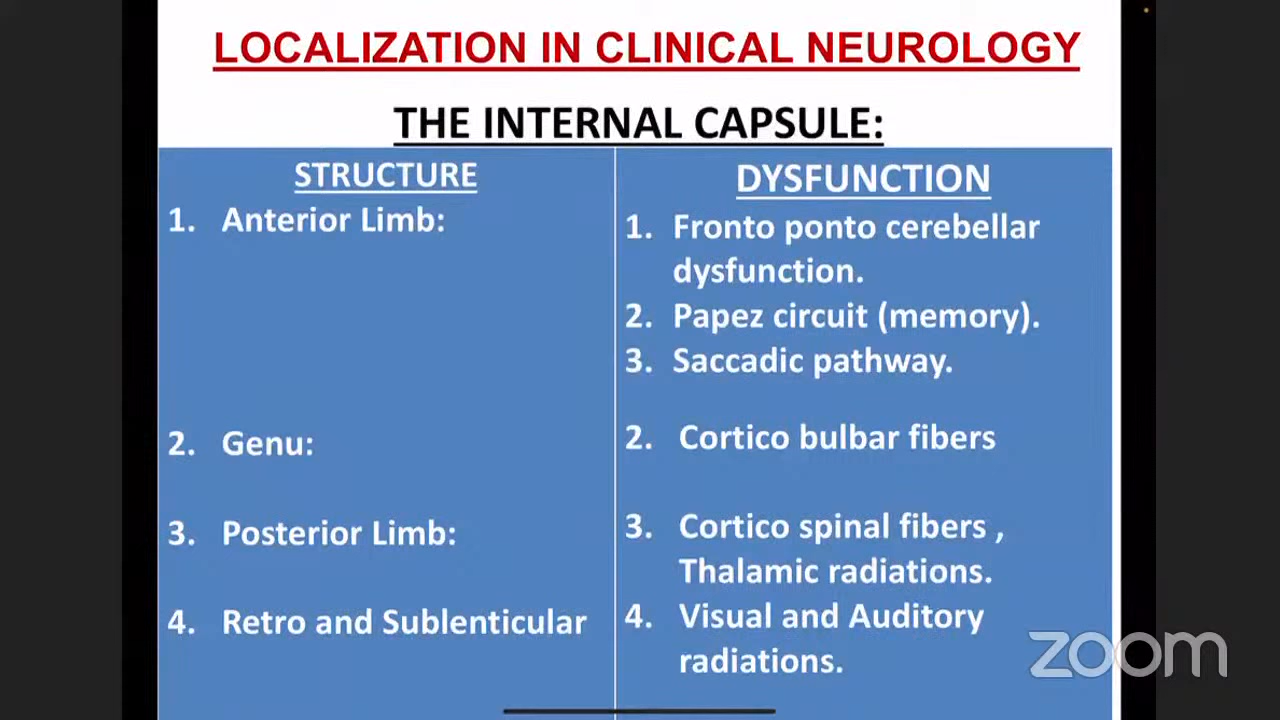 LOCALIZATION IN CLINICAL NEUROLOGY
THE INTERNAL CAPSULE:
STRUCTURE
1. Anterior Limb:
2. Genu:
3. Posterior Limb:
4. Retro and Sublenticular
DYSFUNCTION
1. Fronto ponto cerebellar
dysfunction.
2. Papez circuit (memory).
3. Saccadic pathway.
2. Cortico bulbar fibers
3. Cortico spinal fibers ,
Thalamic radiations.
4. Visual and Auditory
radiations.
zoom